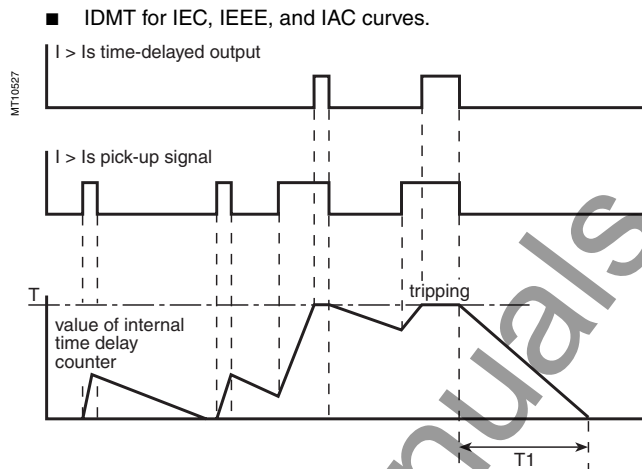 ■ IDMT for IEC, IEEE, and IAC curves.
I > Is time-delayed output
MT10527
I > Is pick-up signal
T
tripping
value of internal
time delay
counter
T1
nuals